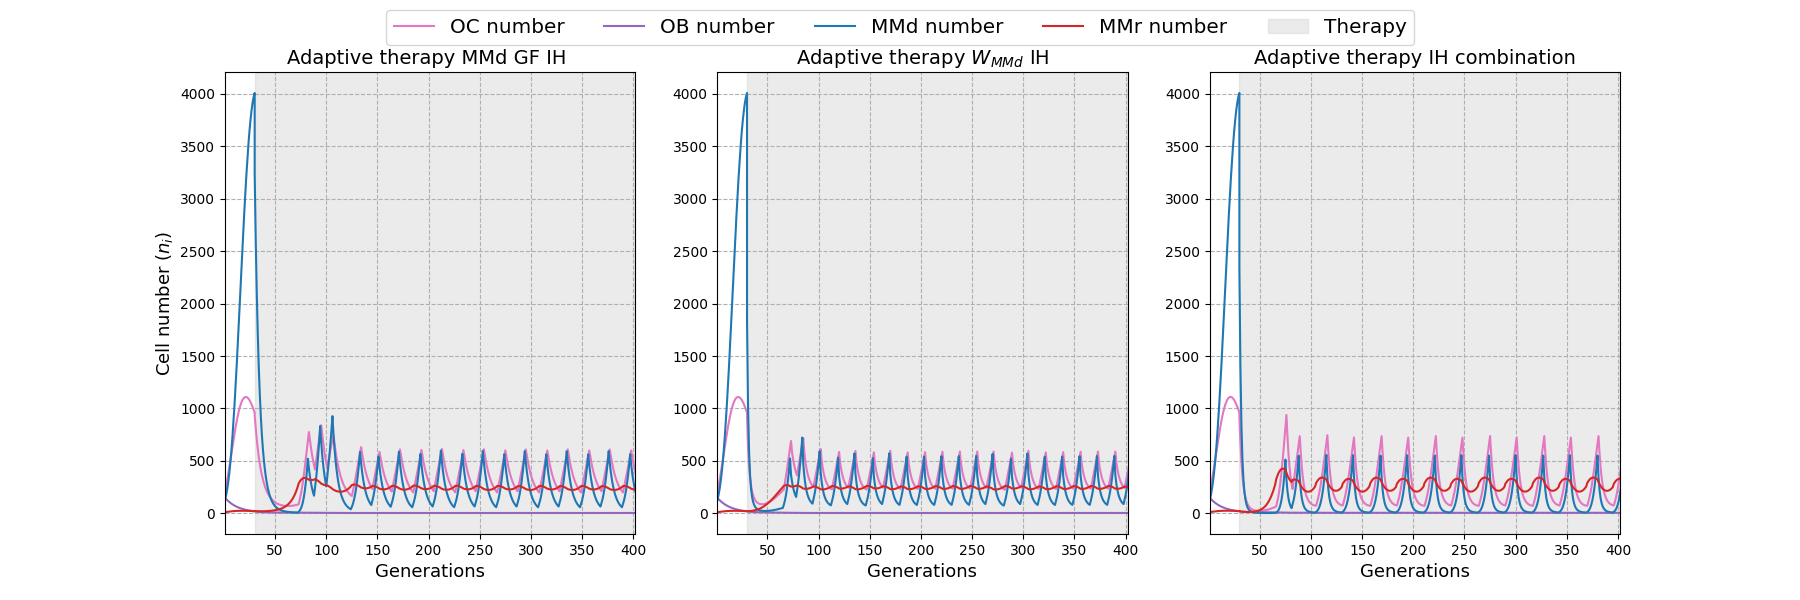 OC number OB number MMd number MMr number Therapy
Adaptive therapy MMd GF IH
Adaptive therapy W_{MMd} IH
Adaptive therapy IH combination
Cell number (n_i)
4000
3500
3000
2500
2000
1500
1000
500
0
50 100 150 200 250 300 350 400
Generations
4000
3500
3000
2500
2000
1500
1000
500
0
50 100 150 200 250 300 350 400
Generations
4000
3500
3000
2500
2000
1500
1000
500
0
50 100 150 200 250 300 350 400
Generations